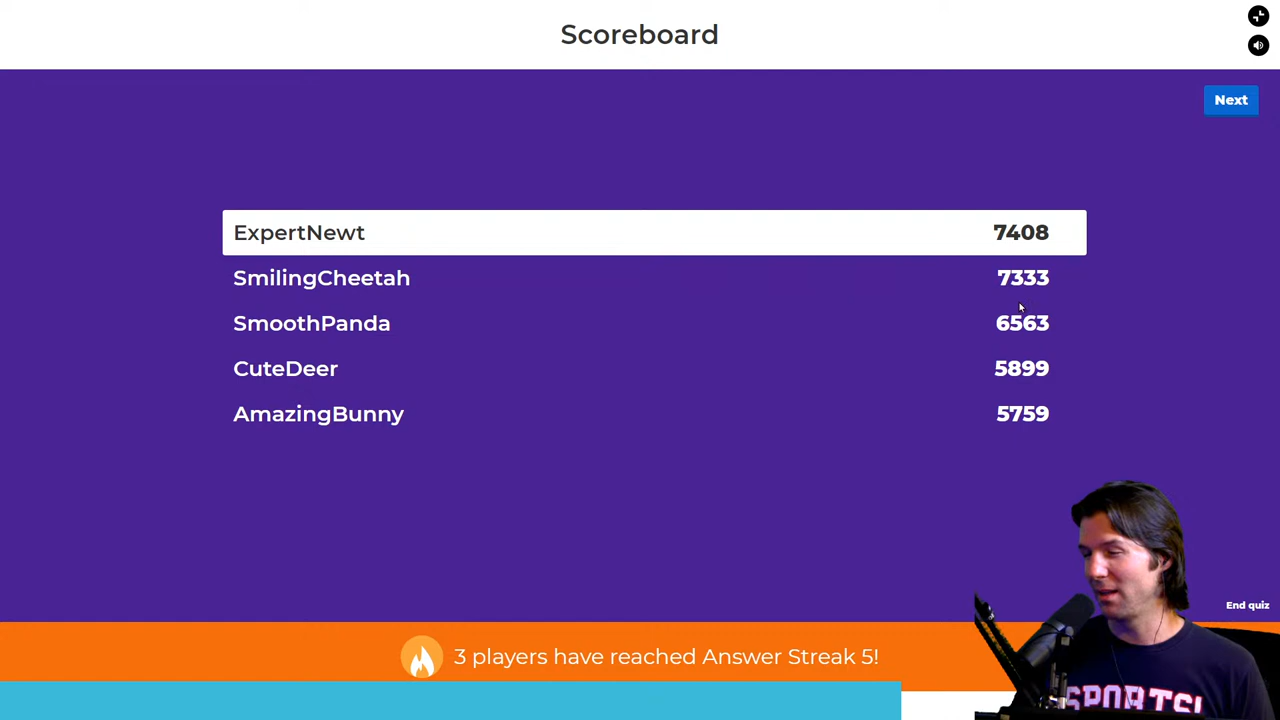 Scoreboard
Next
ExpertNewt 7408
SmilingCheetah 7333
SmoothPanda 6563
CuteDeer 5899
AmazingBunny 5759
End quiz
3 players have reached Answer Streak 5!
SPORTS!